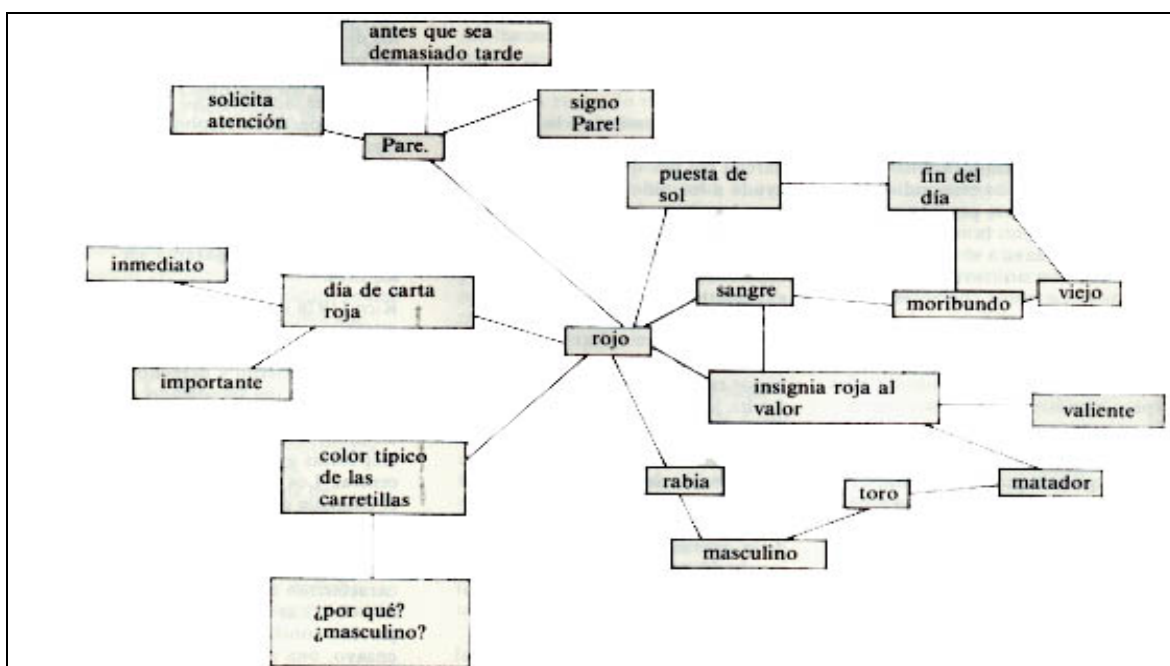 antes que sea
demasiado tarde
solicita
atención
signo
Pare!
Pare.
puesta de
sol
fin del
día
inmediato
día de carta
roja
sangre
moribundo
viejo
rojo
importante
insignia roja al
valor
valiente
color típico
de las
carretillas
rabia
toro
matador
masculino
¿por qué?
¿masculino?